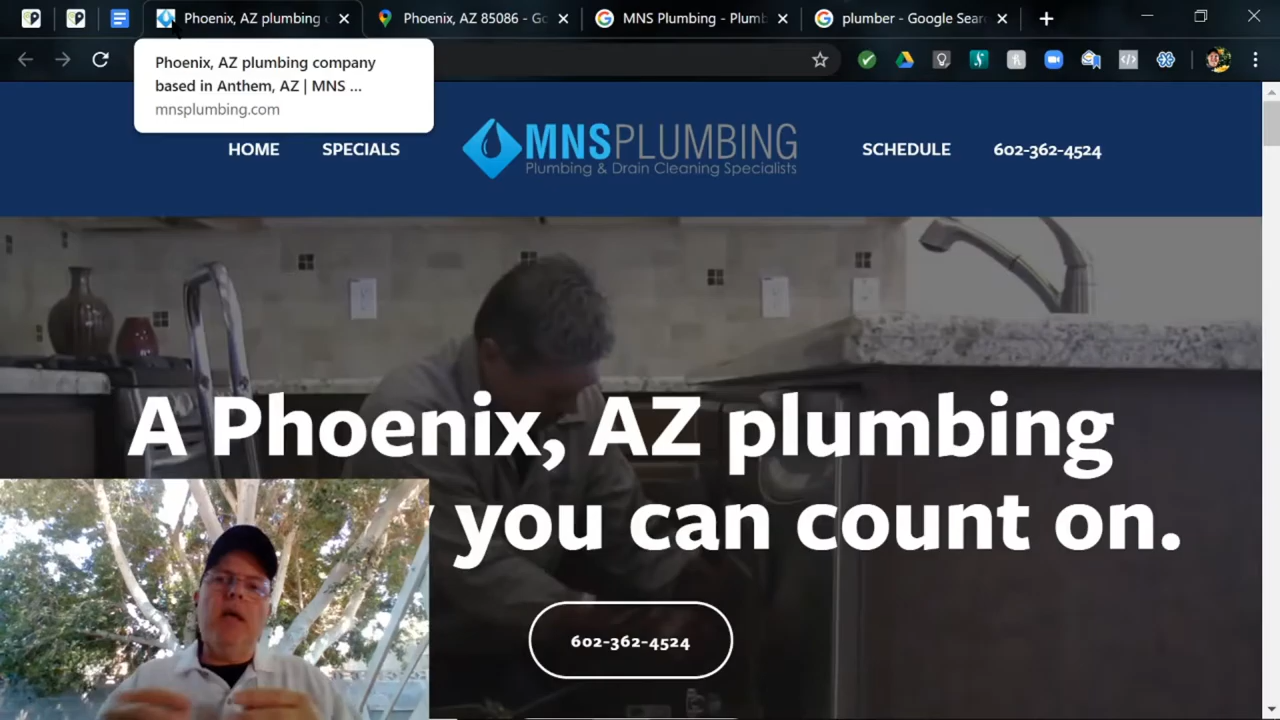 Phoenix, AZ plumbing
Phoenix, AZ 85086 - Go
MNS Plumbing - Plumb
plumber - Google Sear
Phoenix, AZ plumbing company
based in Anthem, AZ | MNS ...
mnsplumbing.com
HOME
SPECIALS
MNSPLUMBING
Plumbing & Drain Cleaning Specialists
SCHEDULE
602-362-4524
A Phoenix, AZ plumbing
you can count on.
602-362-4524